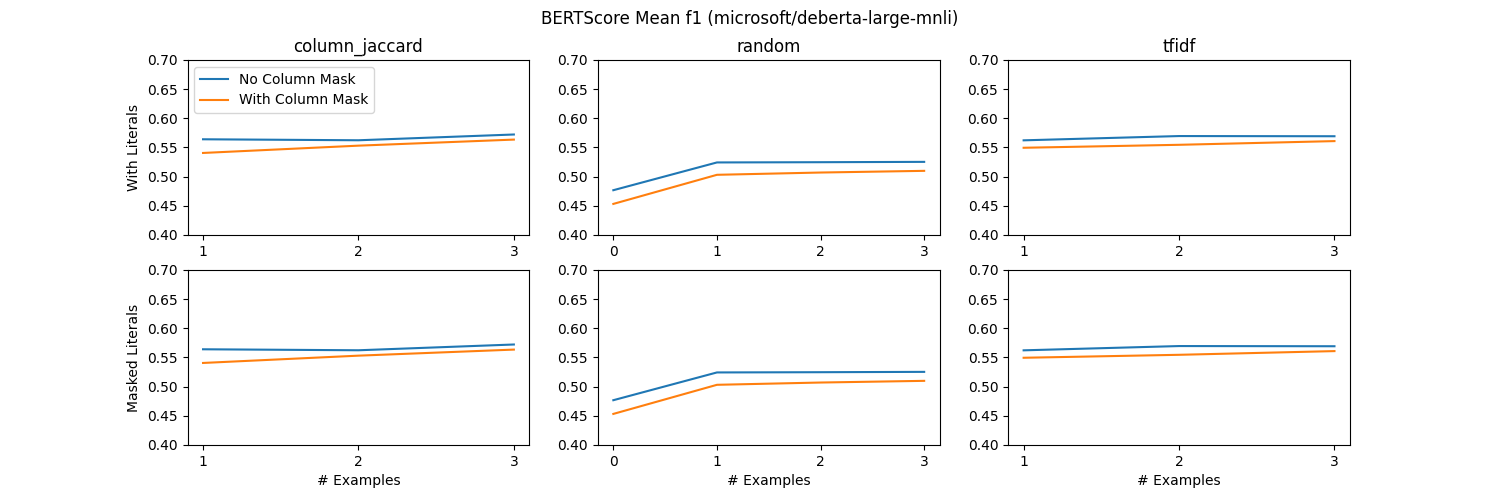 BERTScore Mean f1 (microsoft/deberta-large-mnli)
column_jaccard
random
tfidf
With Literals
0.70
0.65
0.60
0.55
0.50
0.45
0.40
No Column Mask
With Column Mask
1 2 3
0.70
0.65
0.60
0.55
0.50
0.45
0.40
0 1 2 3
0.70
0.65
0.60
0.55
0.50
0.45
0.40
1 2 3
Masked Literals
0.70
0.65
0.60
0.55
0.50
0.45
0.40
1 2 3
# Examples
0.70
0.65
0.60
0.55
0.50
0.45
0.40
0 1 2 3
# Examples
0.70
0.65
0.60
0.55
0.50
0.45
0.40
1 2 3
# Examples